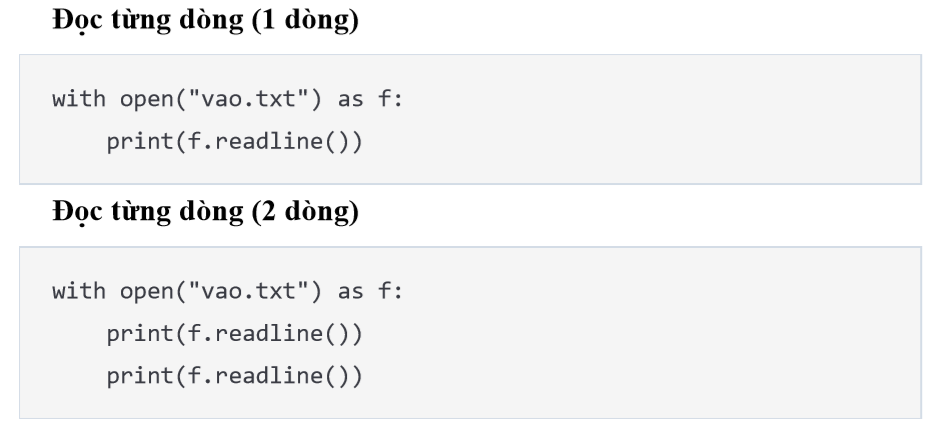 Đọc từng dòng (1 dòng)
with open("vao.txt") as f:
    print(f.readline())
Đọc từng dòng (2 dòng)
with open("vao.txt") as f:
    print(f.readline())
    print(f.readline())